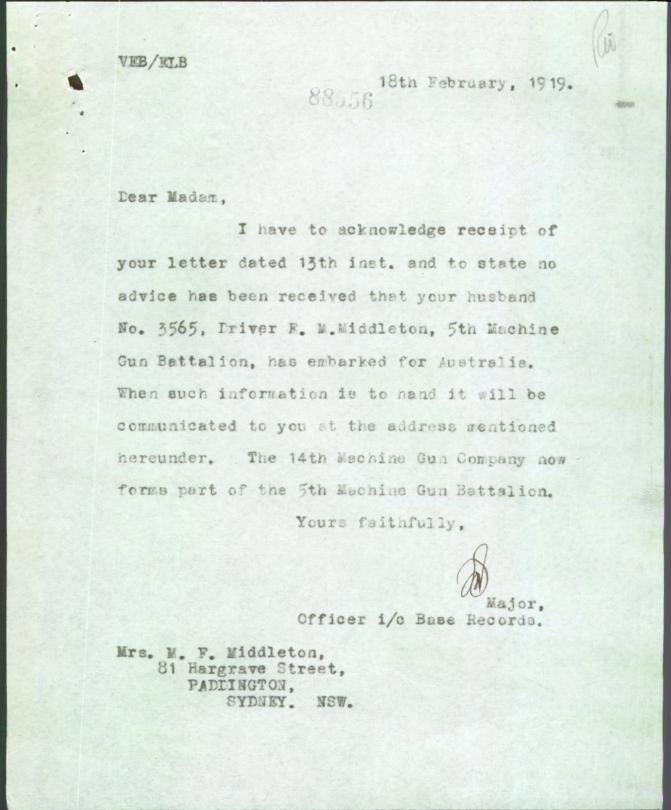 VEB/ELB
18th February, 1919.
88556
Dear Madam,
I have to acknowledge receipt of
your letter dated 13th inst. and to state no
advice has been received that your husband
No. 3565, Driver F. M.Middleton, 5th Machine
Gun Battalion, has embarked for Australia.
When such information is to hand it will be
communicated to you at the address mentioned
hereunder. The 14th Machine Gun Company now
forms part of the 5th Machine Gun Battalion.
Yours faithfully,
Major,
Officer i/c Base Records.
Mrs. M. F. Middleton,
81 Hargrave Street,
PADDINGTON,
SYDNEY. NSW.